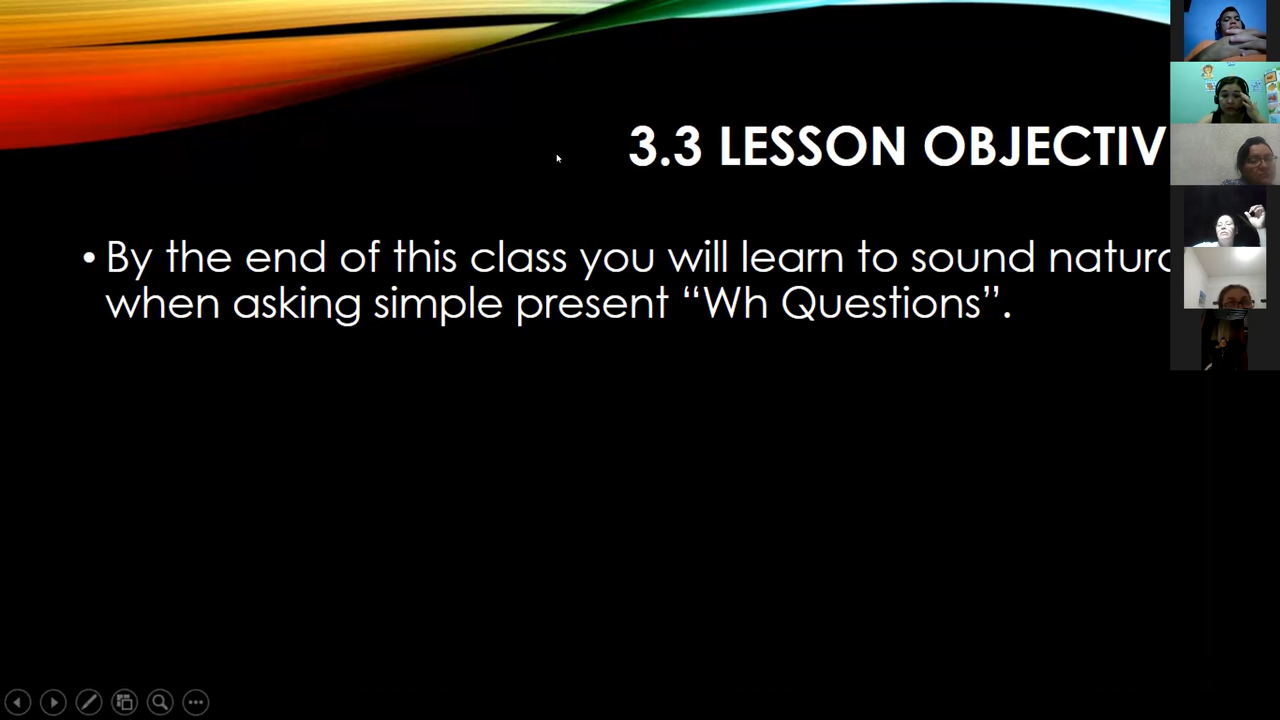 3.3 LESSON OBJECTIV
• By the end of this class you will learn to sound natura
when asking simple present “Wh Questions”.